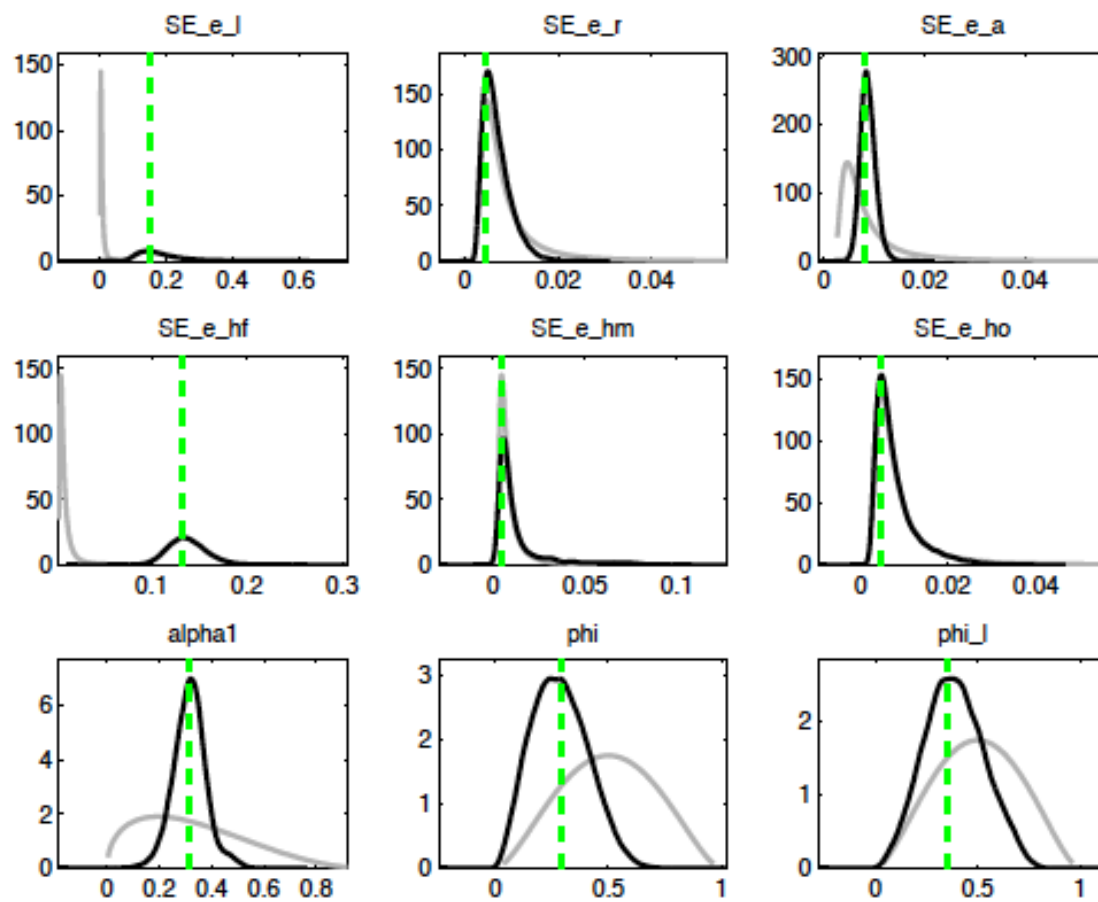 SE_e_l SE_e_r SE_e_a
150 150 300
100 100 200
50 50 100
0 0 0
0 0.2 0.4 0.6 0 0.02 0.04 0 0.02 0.04
SE_e_hf SE_e_hm SE_e_ho
150 150 150
100 100 100
50 50 50
0 0 0
0.1 0.2 0.3 0 0.05 0.1 0 0.02 0.04
alpha1 phi phi_l
6 3 2
4 2 1
2 1 0
0 0
0 0.2 0.4 0.6 0.8 0 0.5 1 0 0.5 1